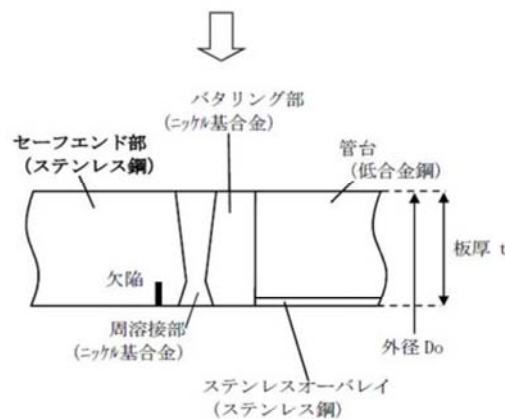 バタリング部
(ニッケル基合金)
セーフエンド部
(ステンレス鋼)
管台
(低合金鋼)
板厚 t
欠陥
周溶接部
(ニッケル基合金)
外径 Do
ステンレスオーバレイ
(ステンレス鋼)